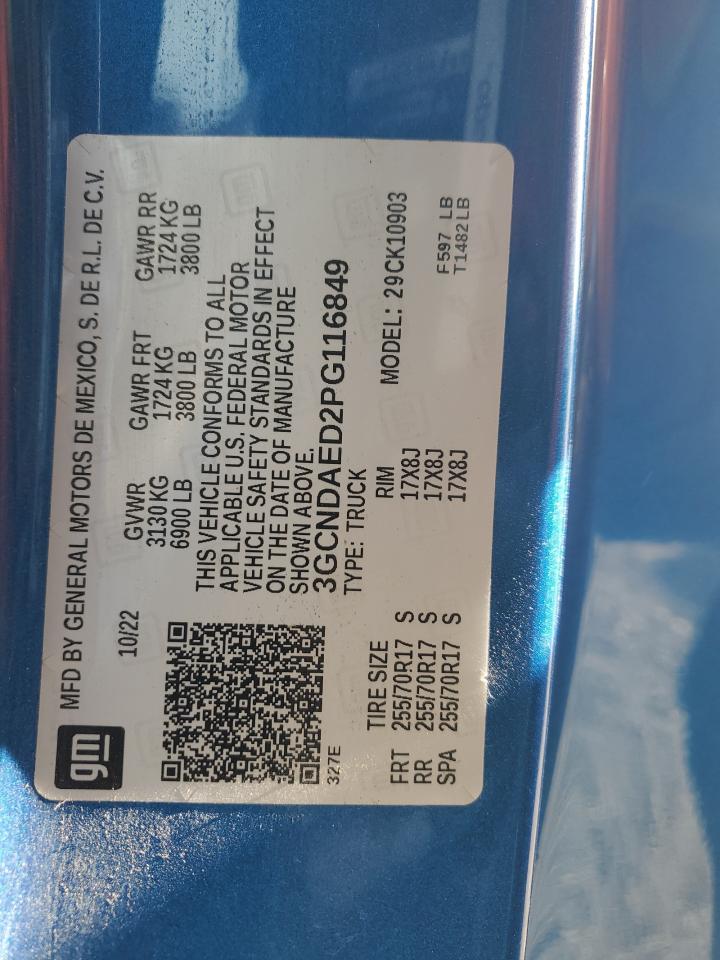 gm
MFD BY GENERAL MOTORS DE MEXICO, S. DE R.L. DE C.V.
10/22
GVWR GAWR FRT GAWR RR
3130 KG 1724 KG 1724 KG
6900 LB 3800 LB 3800 LB
THIS VEHICLE CONFORMS TO ALL
APPLICABLE U.S. FEDERAL MOTOR
VEHICLE SAFETY STANDARDS IN EFFECT
ON THE DATE OF MANUFACTURE
SHOWN ABOVE.
3GCNDAED2PG116849
327E
TYPE: TRUCK
TIRE SIZE RIM MODEL: 29CK10903
FRT 255/70R17 S 17X8J
RR 255/70R17 S 17X8J
SPA 255/70R17 S 17X8J
F597 LB
T1482 LB